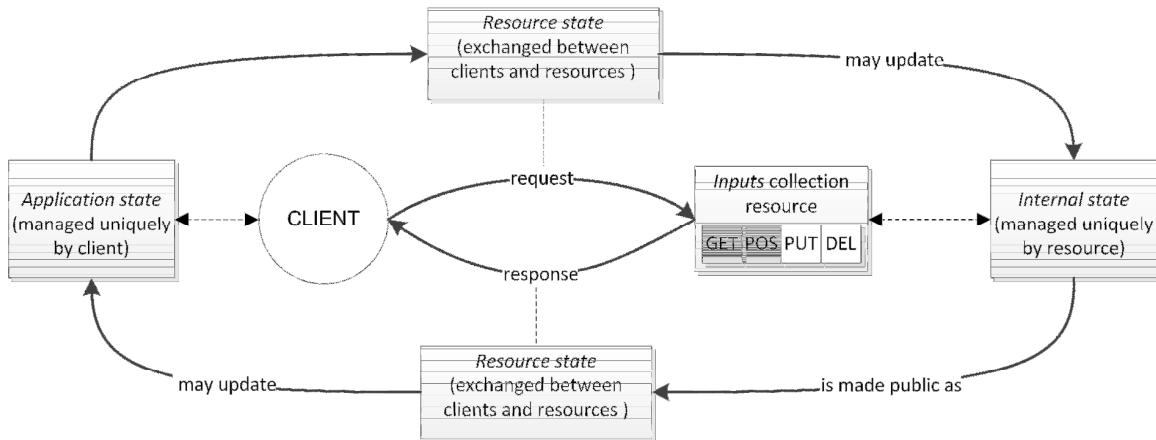 Resource state
(exchanged between
clients and resources )
may update
Application state
(managed uniquely
by client)
CLIENT
request
response
Inputs collection
resource
GET POS PUT DEL
Internal state
(managed uniquely
by resource)
may update
Resource state
(exchanged between
clients and resources )
is made public as